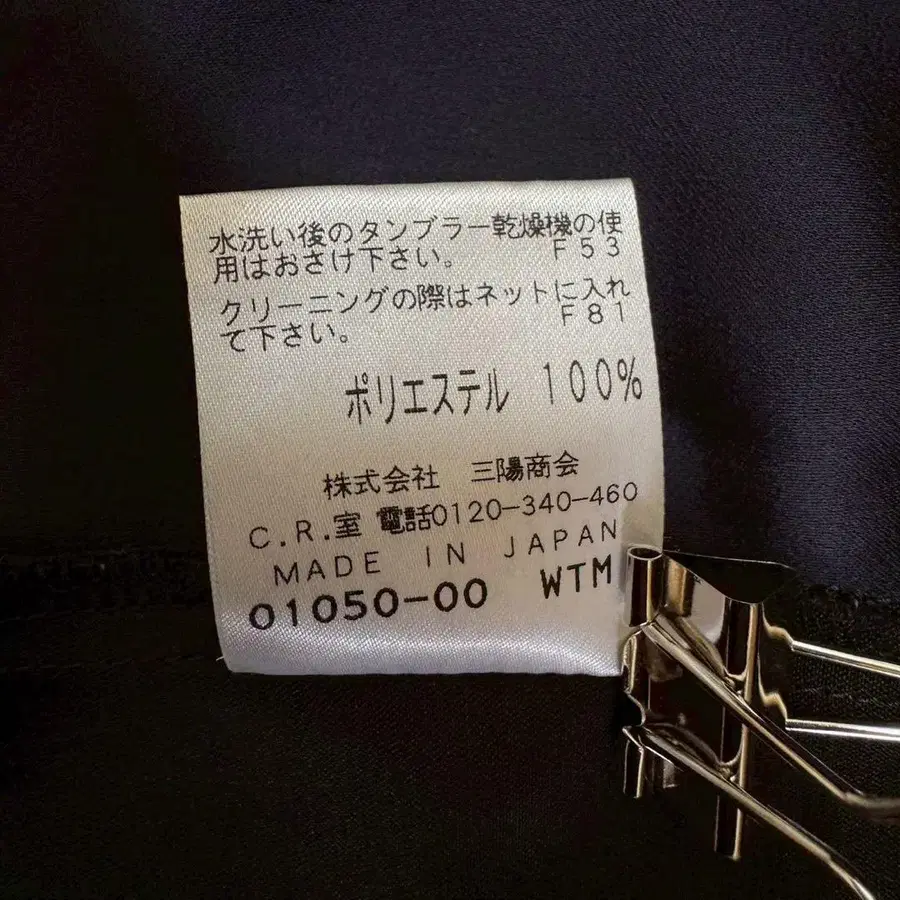 水洗い後のタンブラー乾燥機の使
用はおさけ下さい。 F53
クリーニングの際はネットに入れ
て下さい。 F81
ポリエステル 100%
株式会社 三陽商会
C.R.室 電話0120-340-460
MADE IN JAPAN
01050-00 WTM